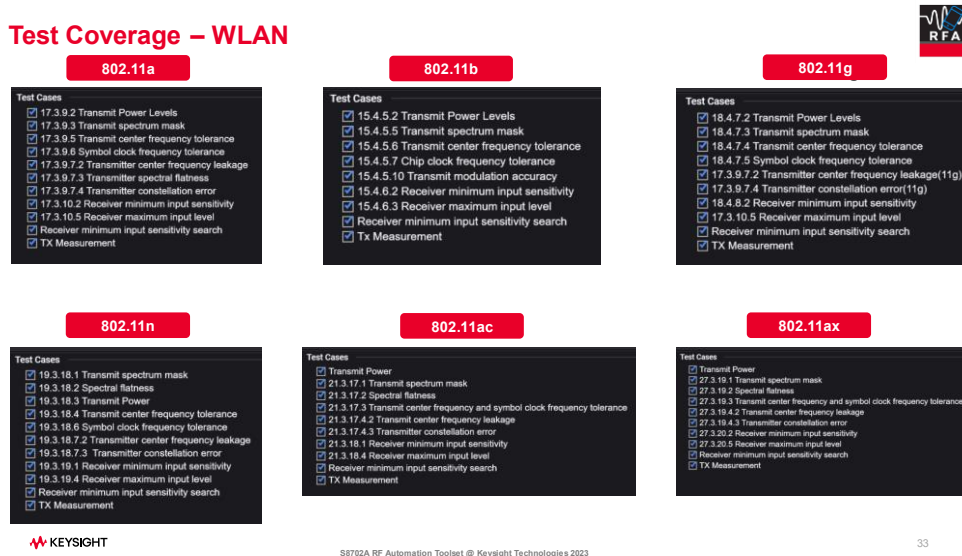 Test Coverage – WLAN
RFA
802.11a
Test Cases
17.3.9.2 Transmit Power Levels
17.3.9.3 Transmit spectrum mask
17.3.9.5 Transmit center frequency tolerance
17.3.9.6 Symbol clock frequency tolerance
17.3.9.7.2 Transmitter center frequency leakage
17.3.9.7.3 Transmitter spectral flatness
17.3.9.7.4 Transmitter constellation error
17.3.10.2 Receiver minimum input sensitivity
17.3.10.5 Receiver maximum input level
Receiver minimum input sensitivity search
TX Measurement
802.11b
Test Cases
15.4.5.2 Transmit Power Levels
15.4.5.5 Transmit spectrum mask
15.4.5.6 Transmit center frequency tolerance
15.4.5.7 Chip clock frequency tolerance
15.4.5.10 Transmit modulation accuracy
15.4.6.2 Receiver minimum input sensitivity
15.4.6.3 Receiver maximum input level
Receiver minimum input sensitivity search
Tx Measurement
802.11g
Test Cases
18.4.7.2 Transmit Power Levels
18.4.7.3 Transmit spectrum mask
18.4.7.4 Transmit center frequency tolerance
18.4.7.5 Symbol clock frequency tolerance
17.3.9.7.2 Transmitter center frequency leakage(11g)
17.3.9.7.4 Transmitter constellation error(11g)
18.4.8.2 Receiver minimum input sensitivity
17.3.10.5 Receiver maximum input level
Receiver minimum input sensitivity search
TX Measurement
802.11n
Test Cases
19.3.18.1 Transmit spectrum mask
19.3.18.2 Spectral flatness
19.3.18.3 Transmit Power
19.3.18.4 Transmit center frequency tolerance
19.3.18.6 Symbol clock frequency tolerance
19.3.18.7.2 Transmitter center frequency leakage
19.3.18.7.3 Transmitter constellation error
19.3.19.1 Receiver minimum input sensitivity
19.3.19.4 Receiver maximum input level
Receiver minimum input sensitivity search
TX Measurement
802.11ac
Test Cases
Transmit Power
21.3.17.1 Transmit spectrum mask
21.3.17.2 Spectral flatness
21.3.17.3 Transmit center frequency and symbol clock frequency tolerance
21.3.17.4.2 Transmit center frequency leakage
21.3.17.4.3 Transmitter constellation error
21.3.18.1 Receiver minimum input sensitivity
21.3.18.4 Receiver maximum input level
Receiver minimum input sensitivity search
TX Measurement
802.11ax
Test Cases
Transmit Power
27.3.19.1 Transmit spectrum mask
27.3.19.2 Spectral flatness
27.3.19.3 Transmit center frequency and symbol clock frequency tolerance
27.3.19.4.2 Transmit center frequency leakage
27.3.19.4.3 Transmitter constellation error
27.3.20.2 Receiver minimum input sensitivity
27.3.20.5 Receiver maximum input level
Receiver minimum input sensitivity search
TX Measurement
KEYSIGHT
S8702A RF Automation Toolset @ Keysight Technologies 2023
33